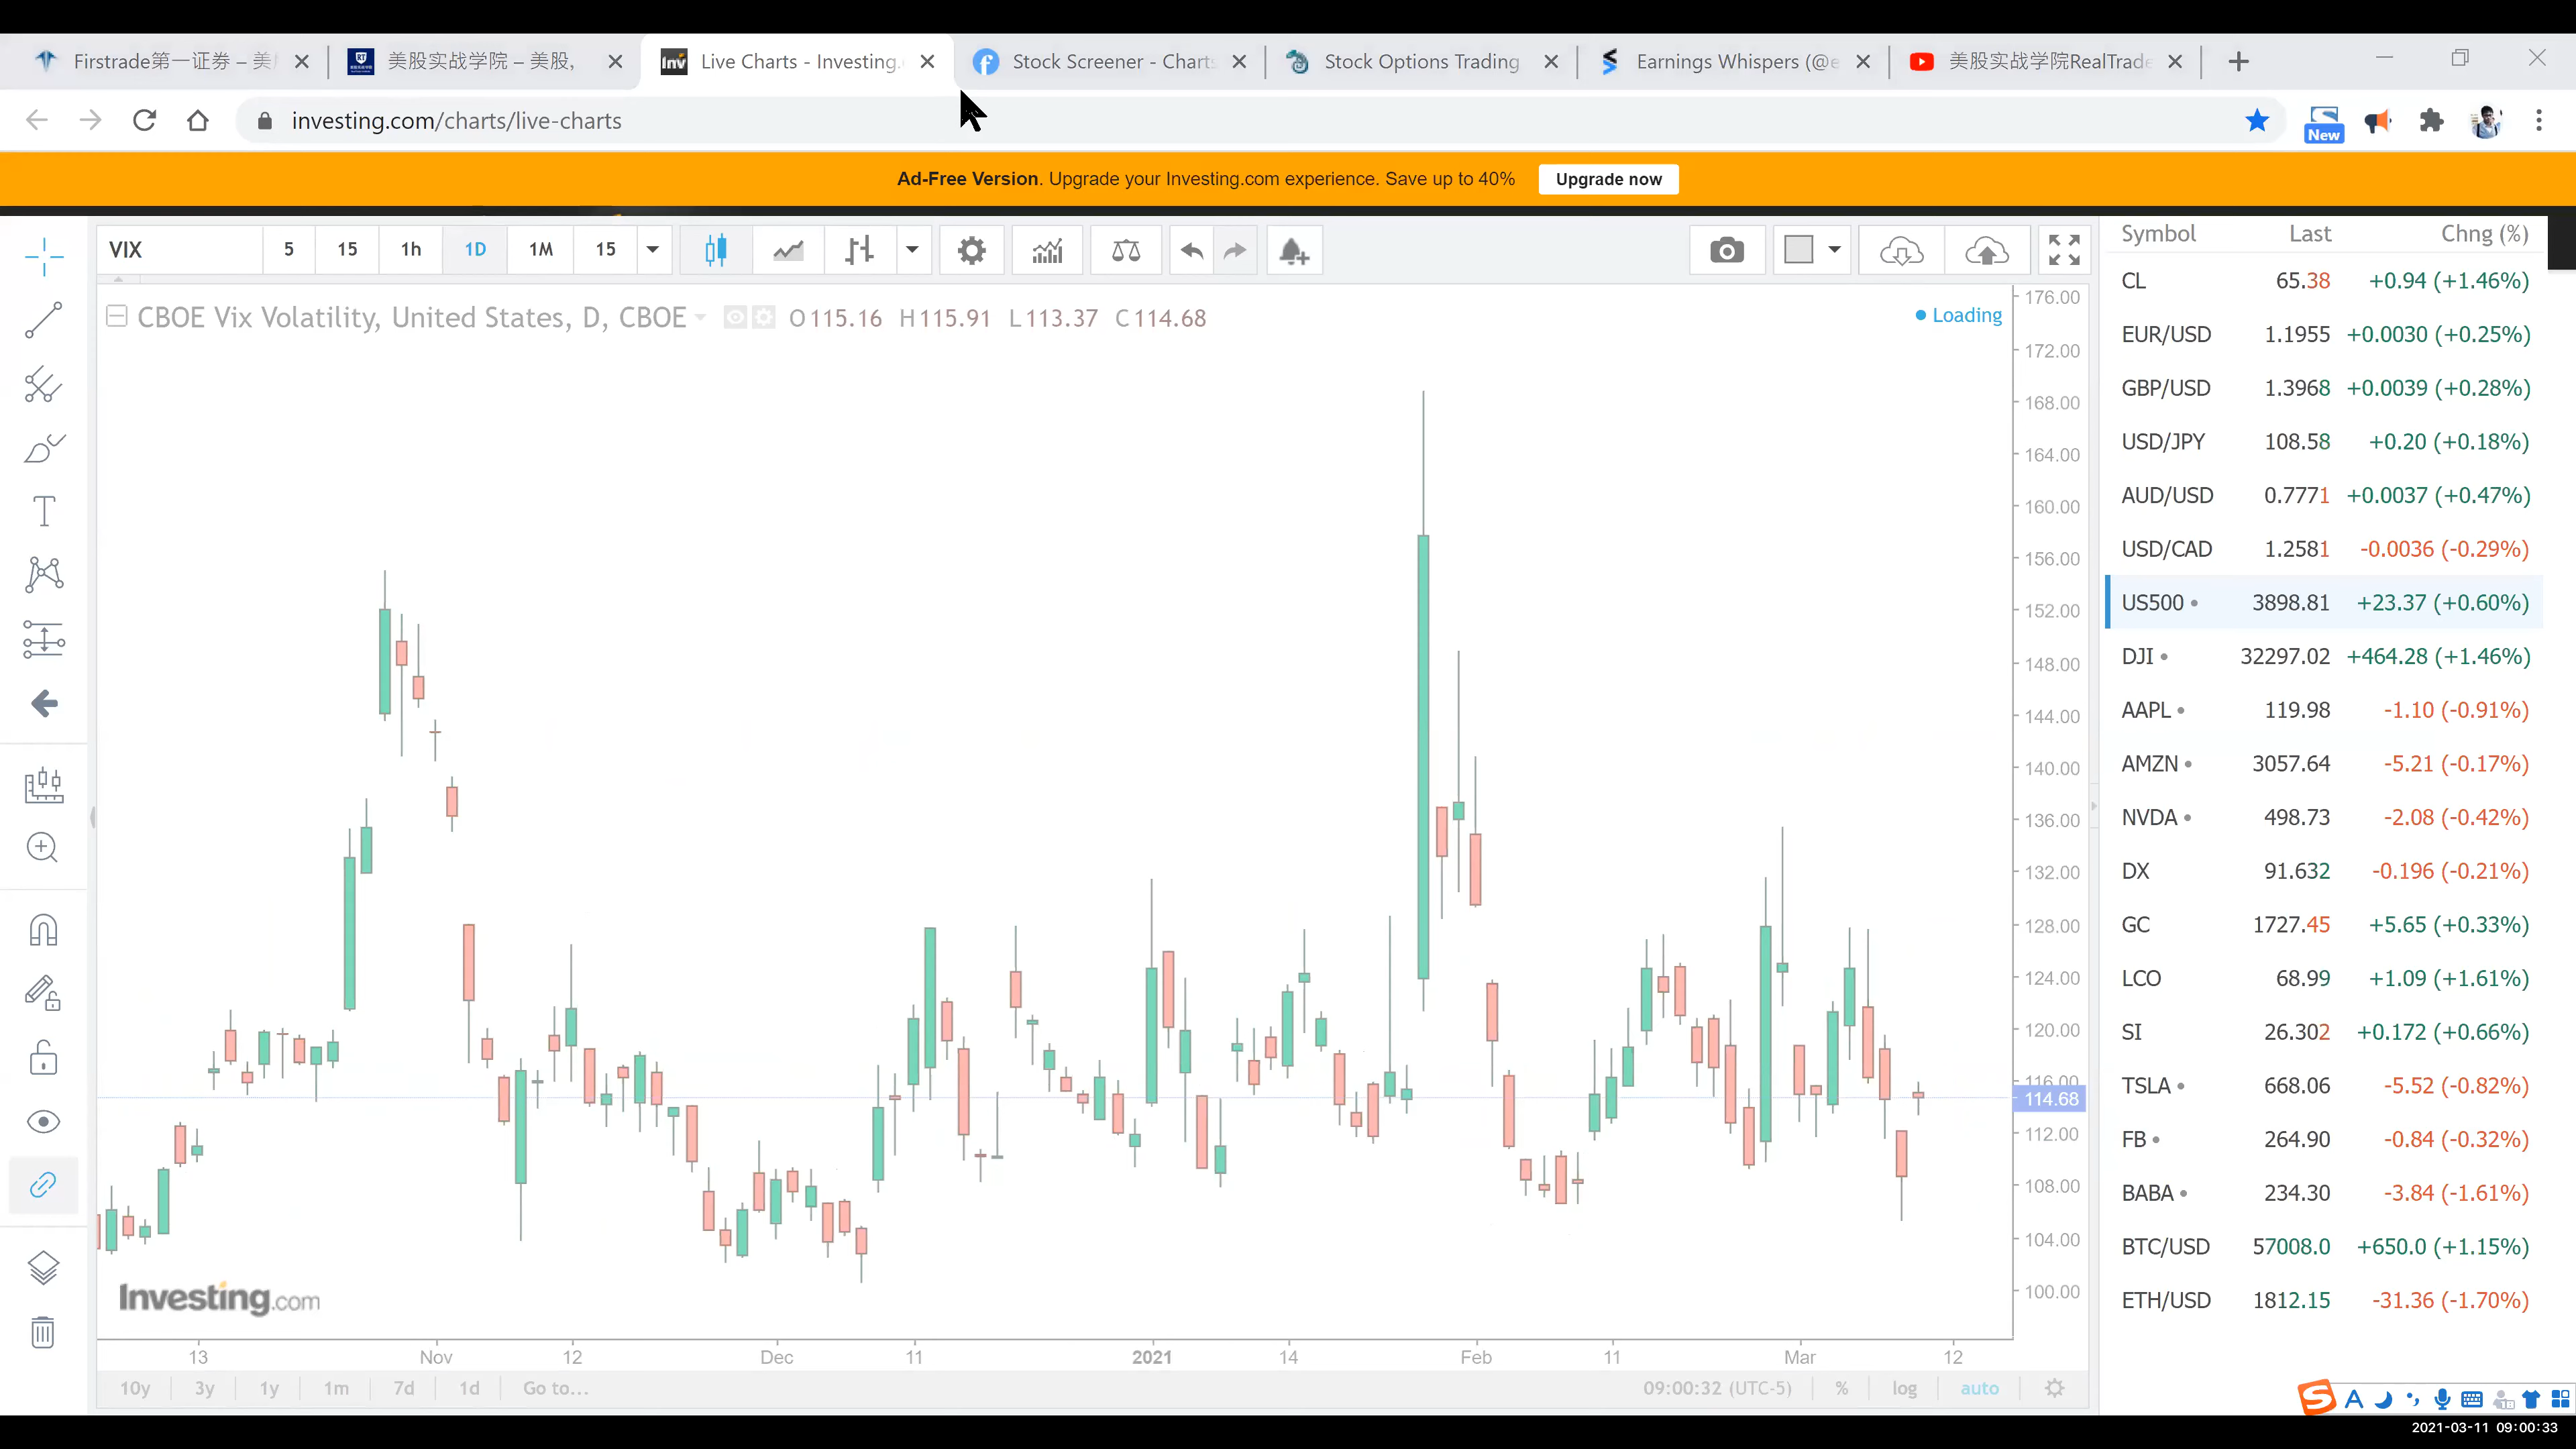 Firstrade第一证券 – 美
美股实战学院 – 美股,
Live Charts - Investing.
Stock Screener - Charts
Stock Options Trading
Earnings Whispers (@e
美股实战学院RealTrade
investing.com/charts/live-charts
New
Ad-Free Version. Upgrade your Investing.com experience. Save up to 40%
Upgrade now
VIX 5 15 1h 1D 1M 15
Symbol Last Chng (%)
CBOE Vix Volatility, United States, D, CBOE O115.16 H115.91 L113.37 C114.68
Loading
176.00
172.00
168.00
164.00
160.00
156.00
152.00
148.00
144.00
140.00
136.00
132.00
128.00
124.00
120.00
116.00
114.68
112.00
108.00
104.00
100.00
CL 65.38 +0.94 (+1.46%)
EUR/USD 1.1955 +0.0030 (+0.25%)
GBP/USD 1.3968 +0.0039 (+0.28%)
USD/JPY 108.58 +0.20 (+0.18%)
AUD/USD 0.7771 +0.0037 (+0.47%)
USD/CAD 1.2581 -0.0036 (-0.29%)
US500 3898.81 +23.37 (+0.60%)
DJI 32297.02 +464.28 (+1.46%)
AAPL 119.98 -1.10 (-0.91%)
AMZN 3057.64 -5.21 (-0.17%)
NVDA 498.73 -2.08 (-0.42%)
DX 91.632 -0.196 (-0.21%)
GC 1727.45 +5.65 (+0.33%)
LCO 68.99 +1.09 (+1.61%)
SI 26.302 +0.172 (+0.66%)
TSLA 668.06 -5.52 (-0.82%)
FB 264.90 -0.84 (-0.32%)
BABA 234.30 -3.84 (-1.61%)
BTC/USD 57008.0 +650.0 (+1.15%)
ETH/USD 1812.15 -31.36 (-1.70%)
Investing.com
13 Nov 12 Dec 11 2021 14 Feb 11 Mar 12
10y 3y 1y 1m 7d 1d Go to... 09:00:32 (UTC-5) % log auto
2021-03-11 09:00:33